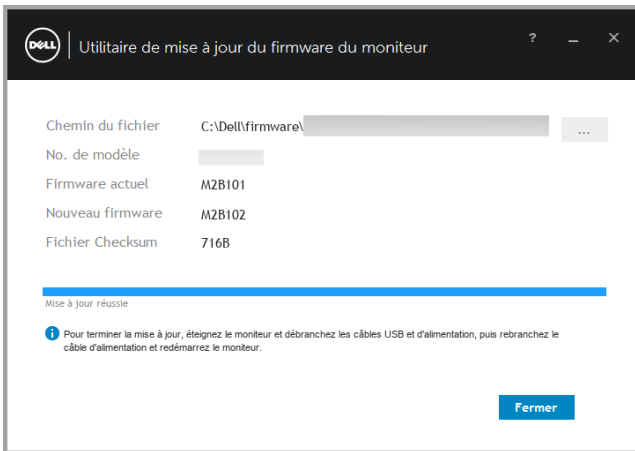 DELL
Utilitaire de mise à jour du firmware du moniteur ? _ ×
Chemin du fichier C:\Dell\firmware\ ...
No. de modèle
Firmware actuel M2B101
Nouveau firmware M2B102
Fichier Checksum 716B
Mise à jour réussie
Pour terminer la mise à jour, éteignez le moniteur et débranchez les câbles USB et d'alimentation, puis rebranchez le
câble d'alimentation et redémarrez le moniteur.
Fermer